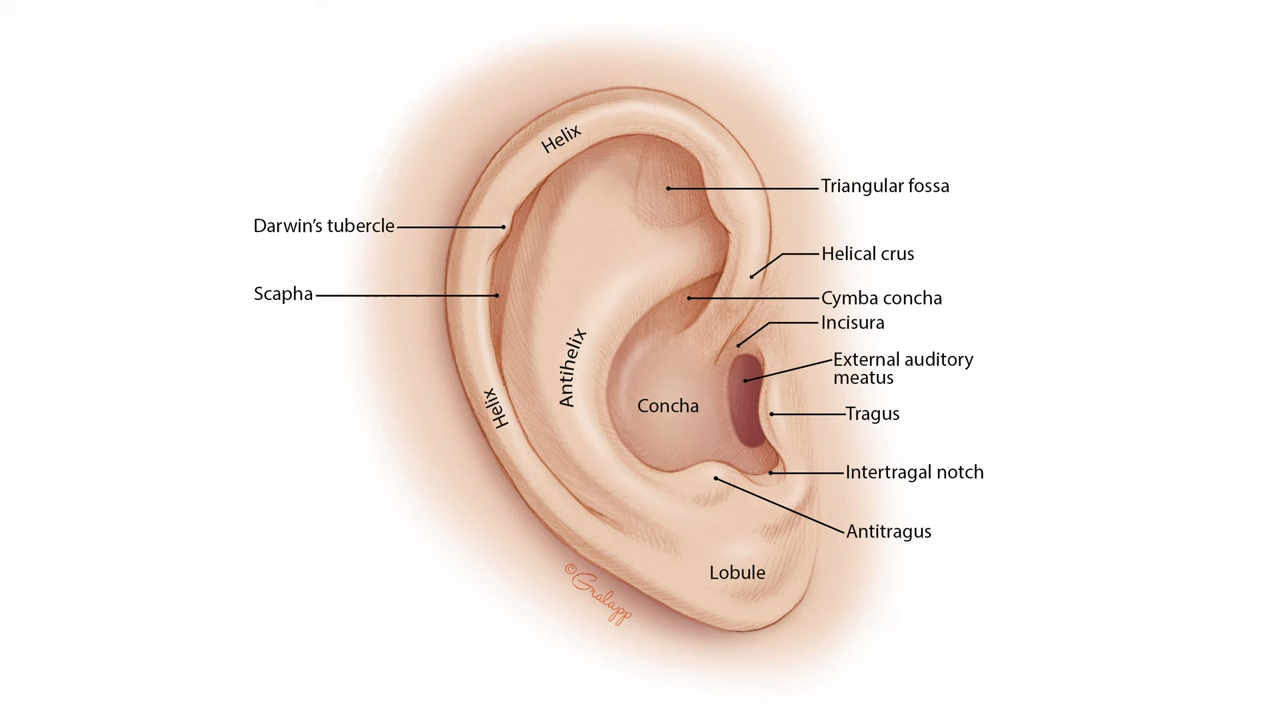 Helix
Triangular fossa
Darwin's tubercle
Helical crus
Scapha
Cymba concha
Incisura
External auditory
meatus
Antihelix
Helix
Concha
Tragus
Intertragal notch
Antitragus
Lobule
©Gralapp